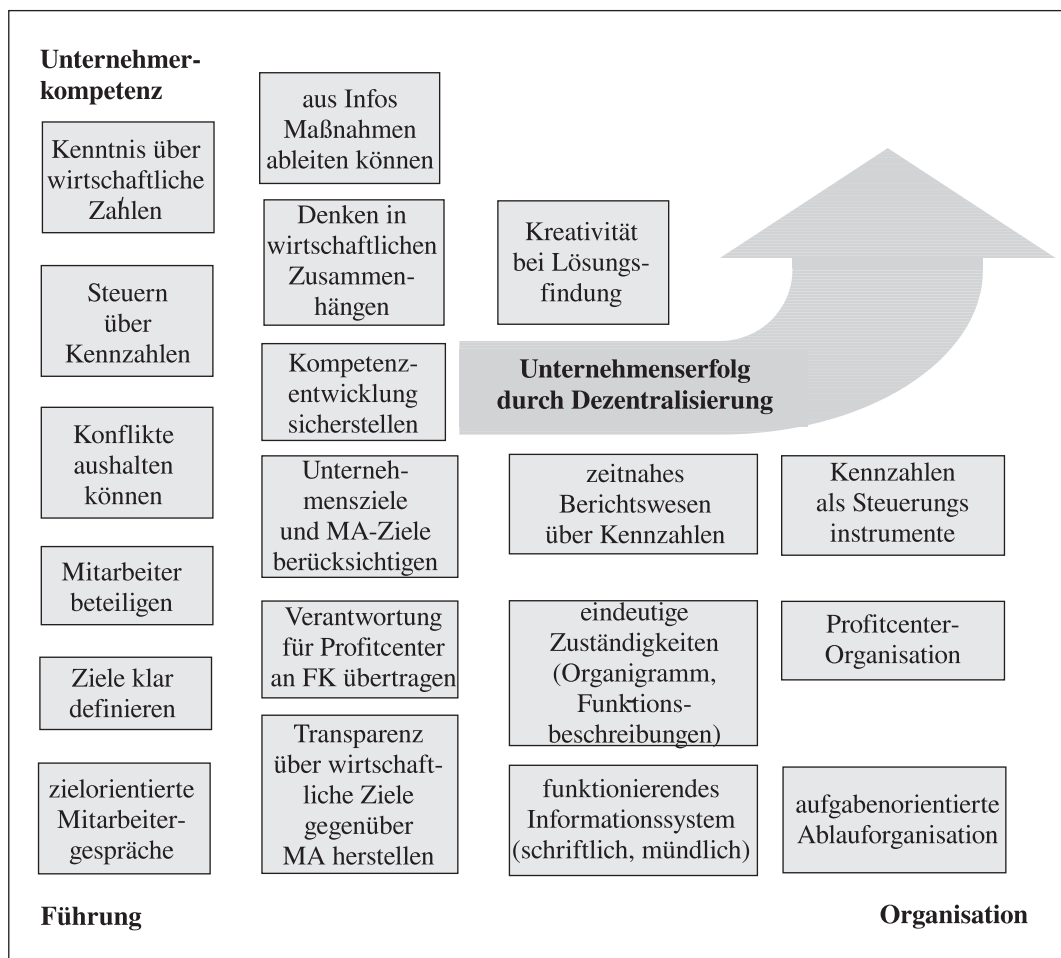 Unternehmer-
kompetenz
Kenntnis über
wirtschaftliche
Zahlen
Steuern
über
Kennzahlen
Konflikte
aushalten
können
Mitarbeiter
beteiligen
Ziele klar
definieren
zielorientierte
Mitarbeiter-
gespräche
Führung
aus Infos
Maßnahmen
ableiten können
Denken in
wirtschaftlichen
Zusammen-
hängen
Kompetenz-
entwicklung
sicherstellen
Unterneh-
mensziele
und MA-Ziele
berücksichtigen
Verantwortung
für Profitcenter
an FK übertragen
Transparenz
über wirtschaft-
liche Ziele
gegenüber
MA herstellen
Kreativität
bei Lösungs-
findung
Unternehmenserfolg
durch Dezentralisierung
zeitnahes
Berichtswesen
über Kennzahlen
eindeutige
Zuständigkeiten
(Organigramm,
Funktions-
beschreibungen)
funktionierendes
Informationssystem
(schriftlich, mündlich)
Kennzahlen
als Steuerungs
instrumente
Profitcenter-
Organisation
aufgabenorientierte
Ablauforganisation
Organisation